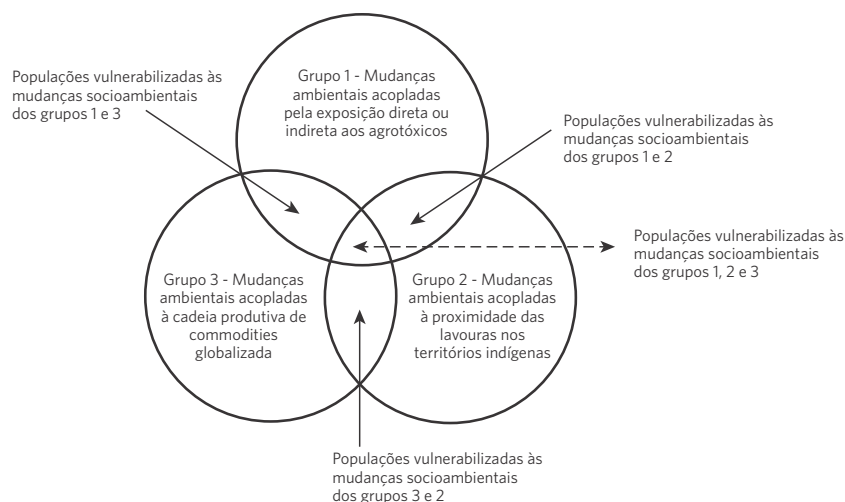 Grupo 1 - Mudanças
ambientais acopladas
pela exposição direta ou
indireta aos agrotóxicos
Populações vulnerabilizadas às
mudanças socioambientais
dos grupos 1 e 3
Populações vulnerabilizadas às
mudanças socioambientais
dos grupos 1 e 2
Populações vulnerabilizadas às
mudanças socioambientais
dos grupos 1, 2 e 3
Grupo 3 - Mudanças
ambientais acopladas
à cadeia produtiva de
commodities
globalizada
Grupo 2 - Mudanças
ambientais acopladas
à proximidade das
lavouras nos
territórios indígenas
Populações vulnerabilizadas às
mudanças socioambientais
dos grupos 3 e 2